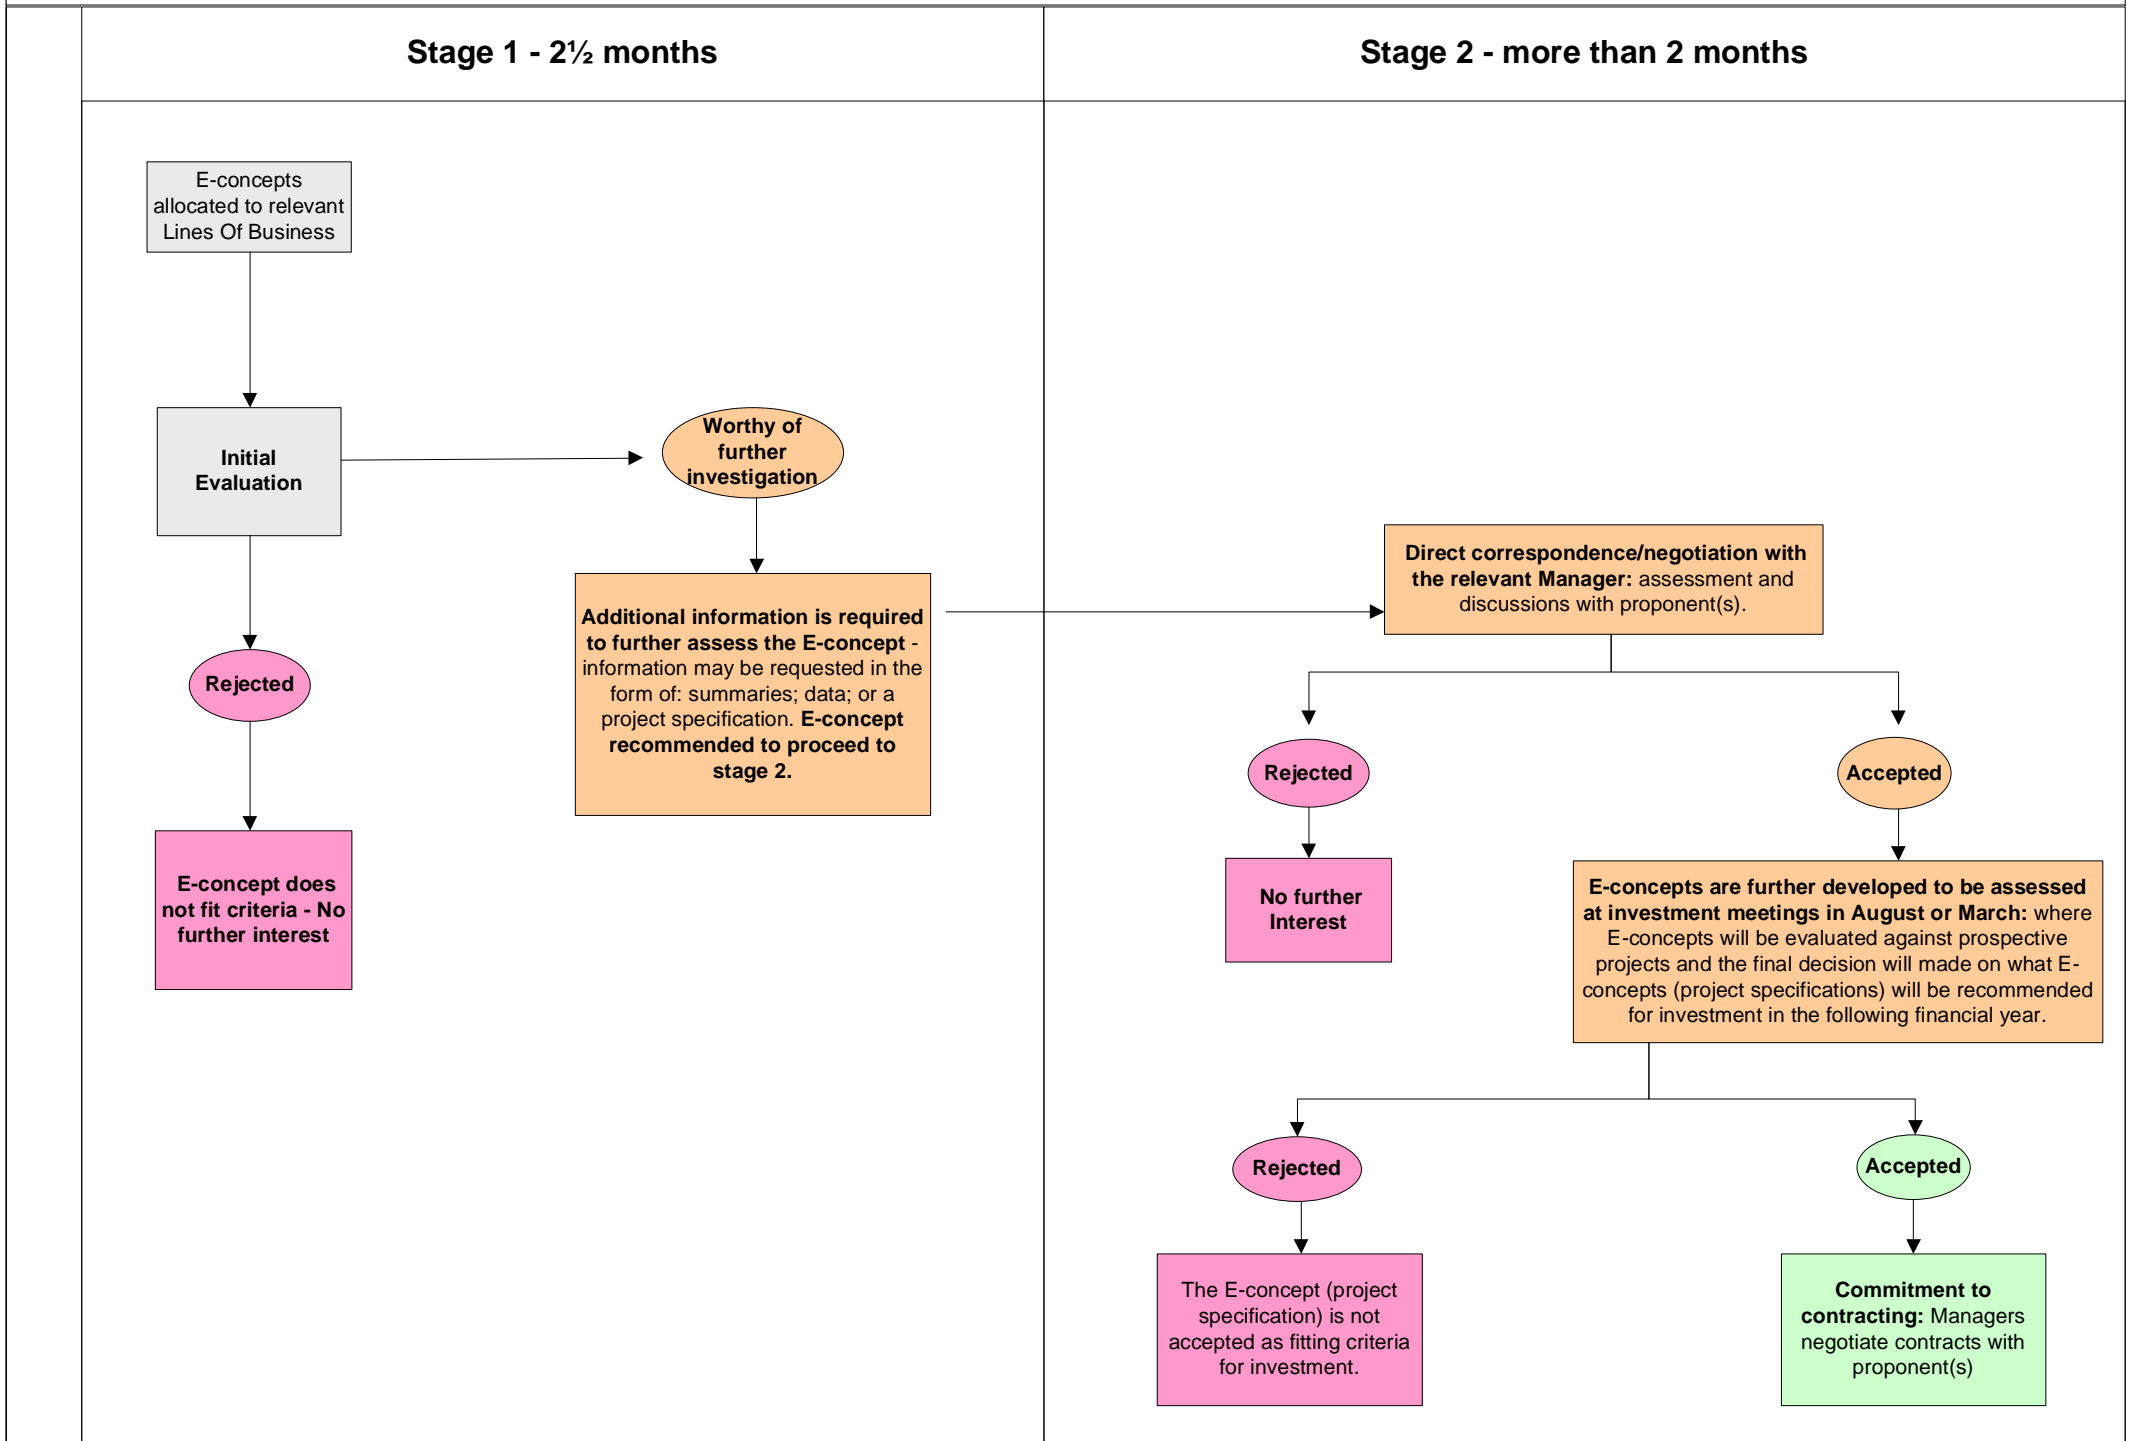 Stage 1 - 2½ months
Stage 2 - more than 2 months
E-concepts
allocated to relevant
Lines Of Business
Initial
Evaluation
Worthy of
further
investigation
Rejected
E-concept does
not fit criteria - No
further interest
Additional information is required
to further assess the E-concept -
information may be requested in the
form of: summaries; data; or a
project specification. E-concept
recommended to proceed to
stage 2.
Direct correspondence/negotiation with
the relevant Manager: assessment and
discussions with proponent(s).
Rejected
No further
Interest
Accepted
E-concepts are further developed to be assessed
at investment meetings in August or March: where
E-concepts will be evaluated against prospective
projects and the final decision will made on what E-
concepts (project specifications) will be recommended
for investment in the following financial year.
Rejected
The E-concept (project
specification) is not
accepted as fitting criteria
for investment.
Accepted
Commitment to
contracting: Managers
negotiate contracts with
proponent(s)